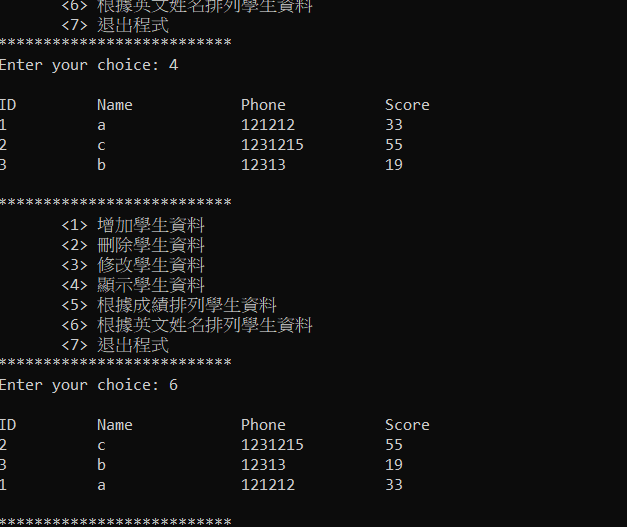 <6> 根據英文姓名排列學生資料
<7> 退出程式
**************************
Enter your choice: 4
ID Name Phone Score
1 a 121212 33
2 c 1231215 55
3 b 12313 19
**************************
<1> 增加學生資料
<2> 刪除學生資料
<3> 修改學生資料
<4> 顯示學生資料
<5> 根據成績排列學生資料
<6> 根據英文姓名排列學生資料
<7> 退出程式
**************************
Enter your choice: 6
ID Name Phone Score
2 c 1231215 55
3 b 12313 19
1 a 121212 33
**************************